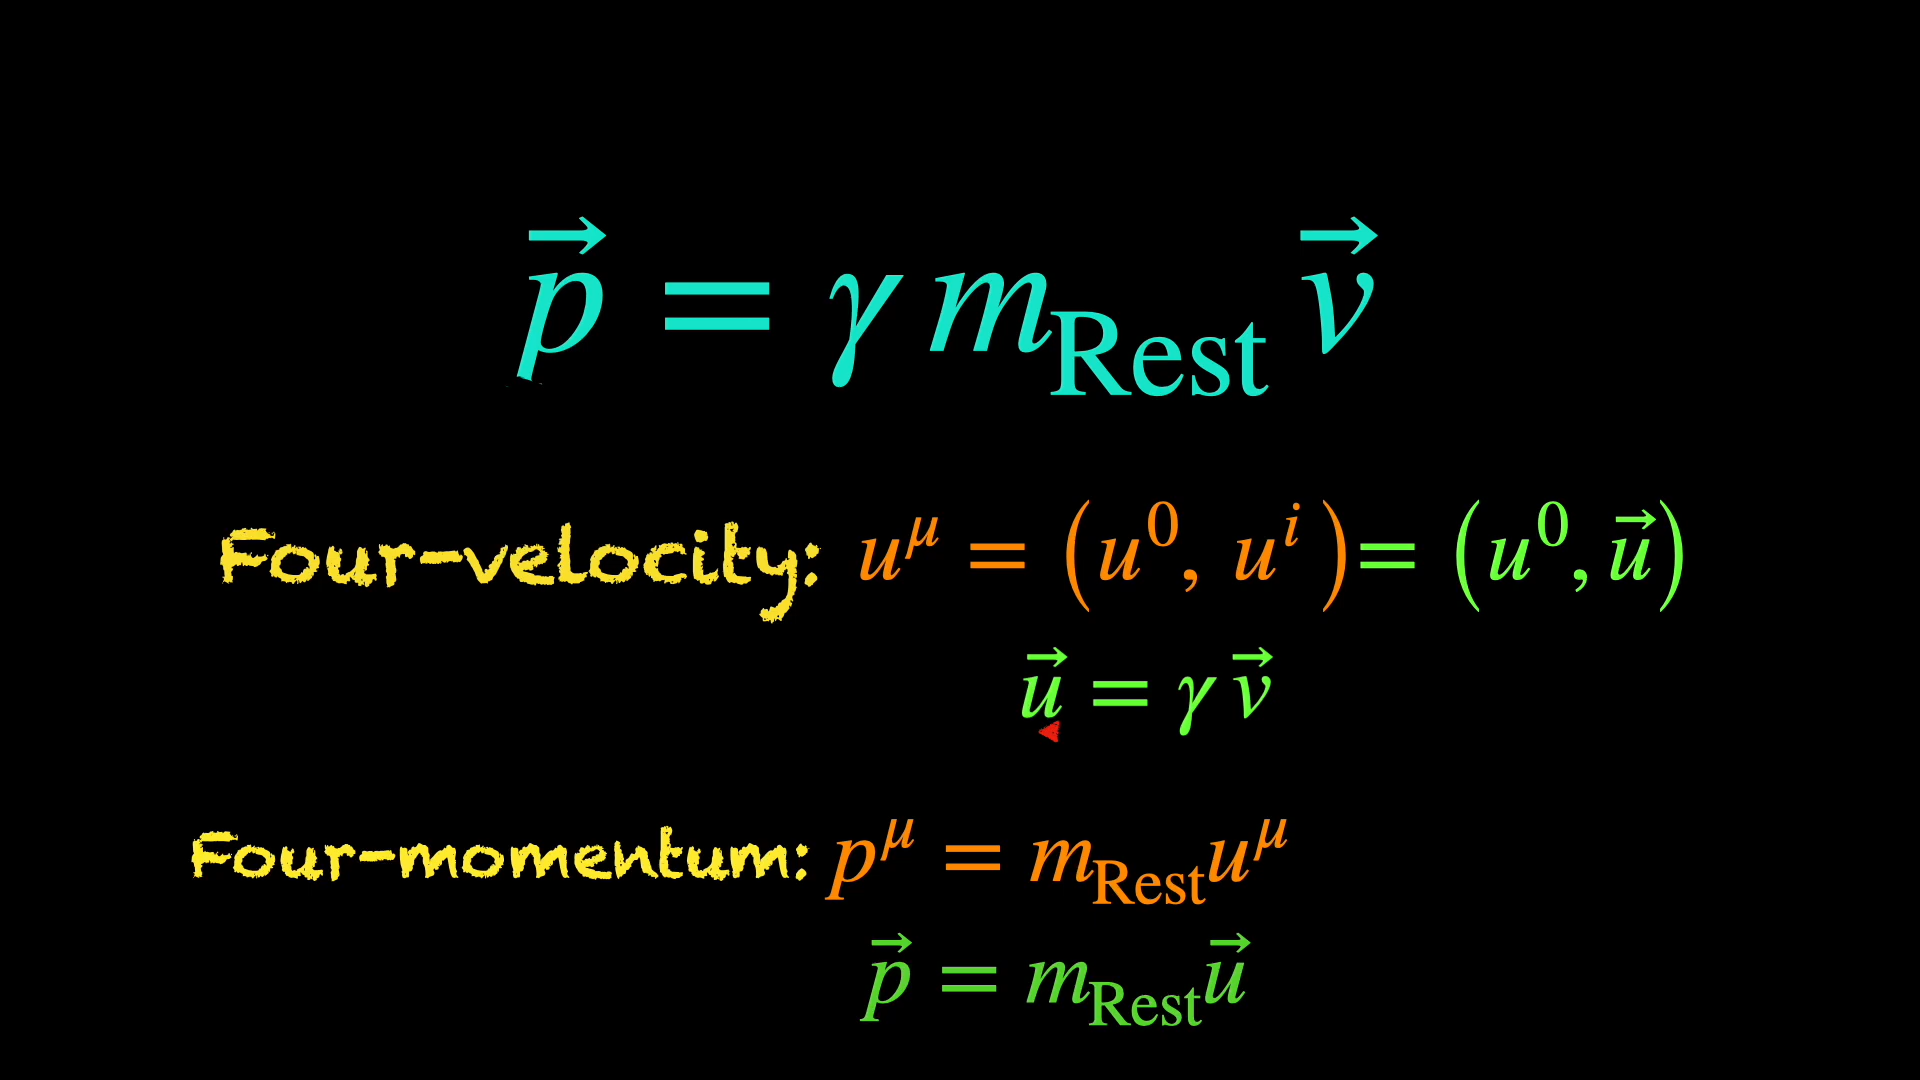 p⃗ = γ m_Rest v⃗
Four-velocity: u^μ = (u^0, u^i) = (u^0, u⃗)
u⃗ = γ v⃗
Four-momentum: p^μ = m_Rest u^μ
p⃗ = m_Rest u⃗